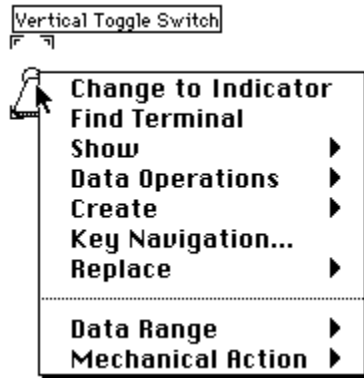 Vertical Toggle Switch
Change to Indicator
Find Terminal
Show
Data Operations
Create
Key Navigation...
Replace
Data Range
Mechanical Action